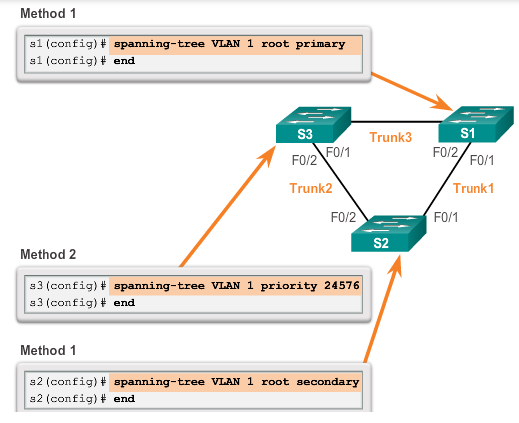 Method 1
s1(config)# spanning-tree VLAN 1 root primary
s1(config)# end
S3
S1
Trunk3
F0/2
F0/1
F0/2
F0/1
Trunk2
Trunk1
F0/2
F0/1
S2
Method 2
s3(config)# spanning-tree VLAN 1 priority 24576
s3(config)# end
Method 1
s2(config)# spanning-tree VLAN 1 root secondary
s2(config)# end